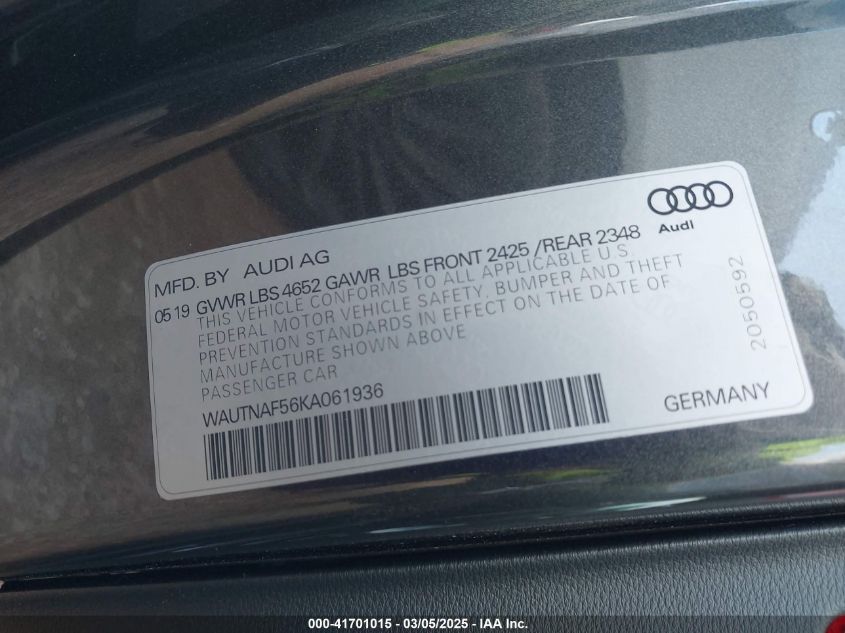 Audi
MFD. BY AUDI AG
05 19 GVWR LBS 4652 GAWR LBS FRONT 2425 /REAR 2348
THIS VEHICLE CONFORMS TO ALL APPLICABLE U.S.
FEDERAL MOTOR VEHICLE SAFETY, BUMPER AND THEFT
PREVENTION STANDARDS IN EFFECT ON THE DATE OF
MANUFACTURE SHOWN ABOVE
PASSENGER CAR
2050592
WAUTNAF56KA061936
GERMANY
000-41701015 - 03/05/2025 - IAA Inc.